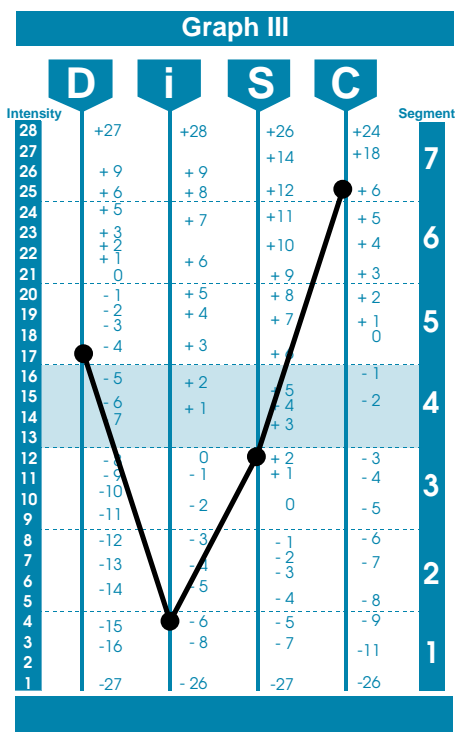 Graph III
D i S C
Intensity Segment
28 +27 +28 +26 +24
27 +14 +18 7
26 + 9 + 9
25 + 6 + 8 +12 + 6
24 + 5 + 7 +11 + 5
23 + 3 6
22 + 2 +10 + 4
+ 1 + 6
21 0 + 9 + 3
20 - 1 + 5 + 8 + 2
19 - 2 + 4 + 7 + 1 5
18 - 3 0
17 - 4 + 3 + 6
16 - 5 + 2 - 1
15 - 6 + 1 +5 - 2 4
14 7 - 4
13 + 3
12 - 8 0 + 2 - 3
11 - 9 - 1 + 1 - 4 3
10 -10 - 2 0 - 5
9 -11
8 -12 - 3 - 1 - 6
7 -13 - 4 - 2 - 7 2
6 -14 - 5 - 3
5 - 4 - 8
4 -15 - 6 - 5 - 9
3 -16 - 8 - 7 -11 1
2
1 -27 - 26 -27 -26